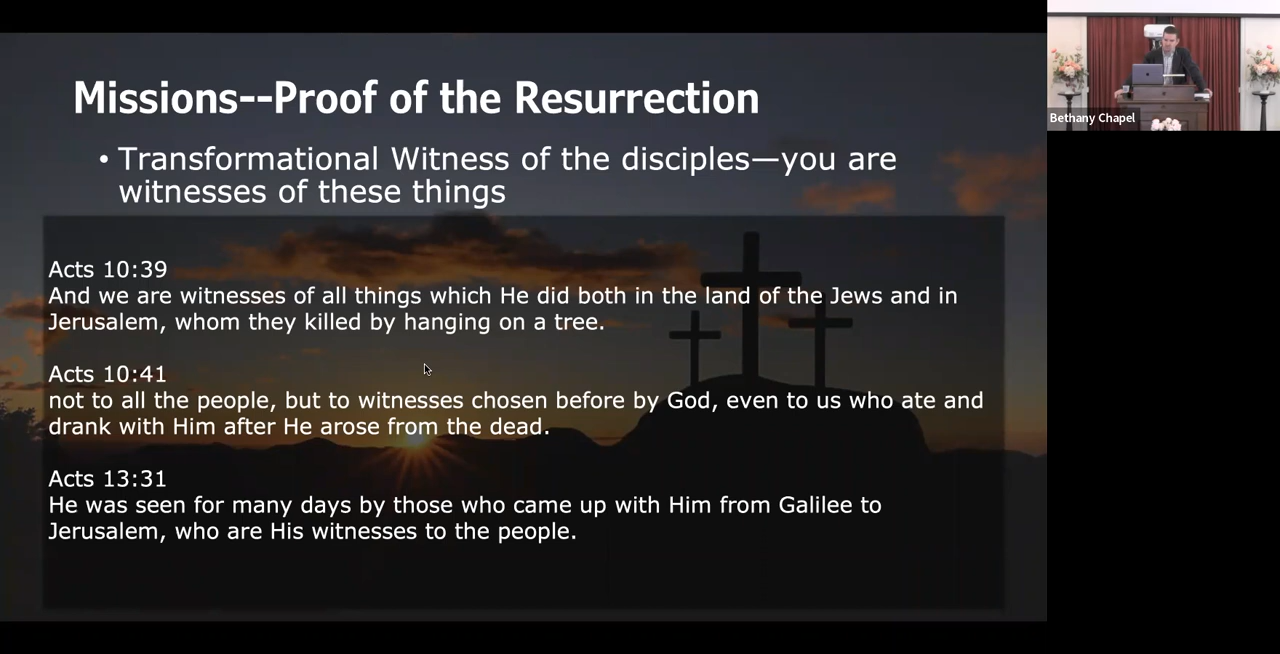 Missions--Proof of the Resurrection
• Transformational Witness of the disciples—you are
witnesses of these things
Acts 10:39
And we are witnesses of all things which He did both in the land of the Jews and in
Jerusalem, whom they killed by hanging on a tree.
Acts 10:41
not to all the people, but to witnesses chosen before by God, even to us who ate and
drank with Him after He arose from the dead.
Acts 13:31
He was seen for many days by those who came up with Him from Galilee to
Jerusalem, who are His witnesses to the people.
Bethany Chapel